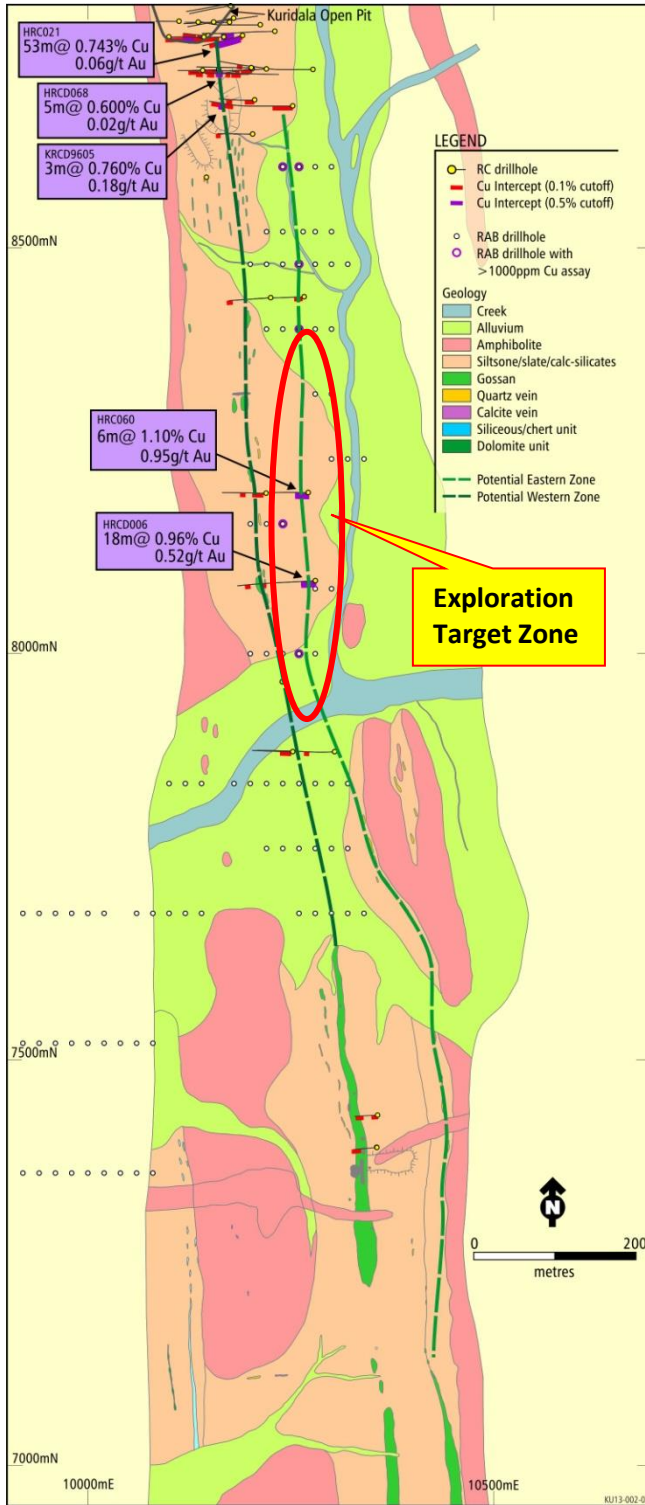 Kuridala Open Pit
HRC021
53m@ 0.743% Cu
0.06g/t Au
HRCD068
5m@ 0.600% Cu
0.02g/t Au
KRCD9605
3m@ 0.760% Cu
0.18g/t Au
LEGEND
RC drillhole
Cu Intercept (0.1% cutoff)
Cu Intercept (0.5% cutoff)
RAB drillhole
RAB drillhole with
>1000ppm Cu assay
Geology
Creek
Alluvium
Amphibolite
Siltsone/slate/calc-silicates
Gossan
Quartz vein
Calcite vein
Siliceous/chert unit
Dolomite unit
Potential Eastern Zone
Potential Western Zone
8500mN
HRC060
6m@ 1.10% Cu
0.95g/t Au
HRCD006
18m@ 0.96% Cu
0.52g/t Au
Exploration
Target Zone
8000mN
7500mN
N
0 200
metres
7000mN
10000mE 10500mE